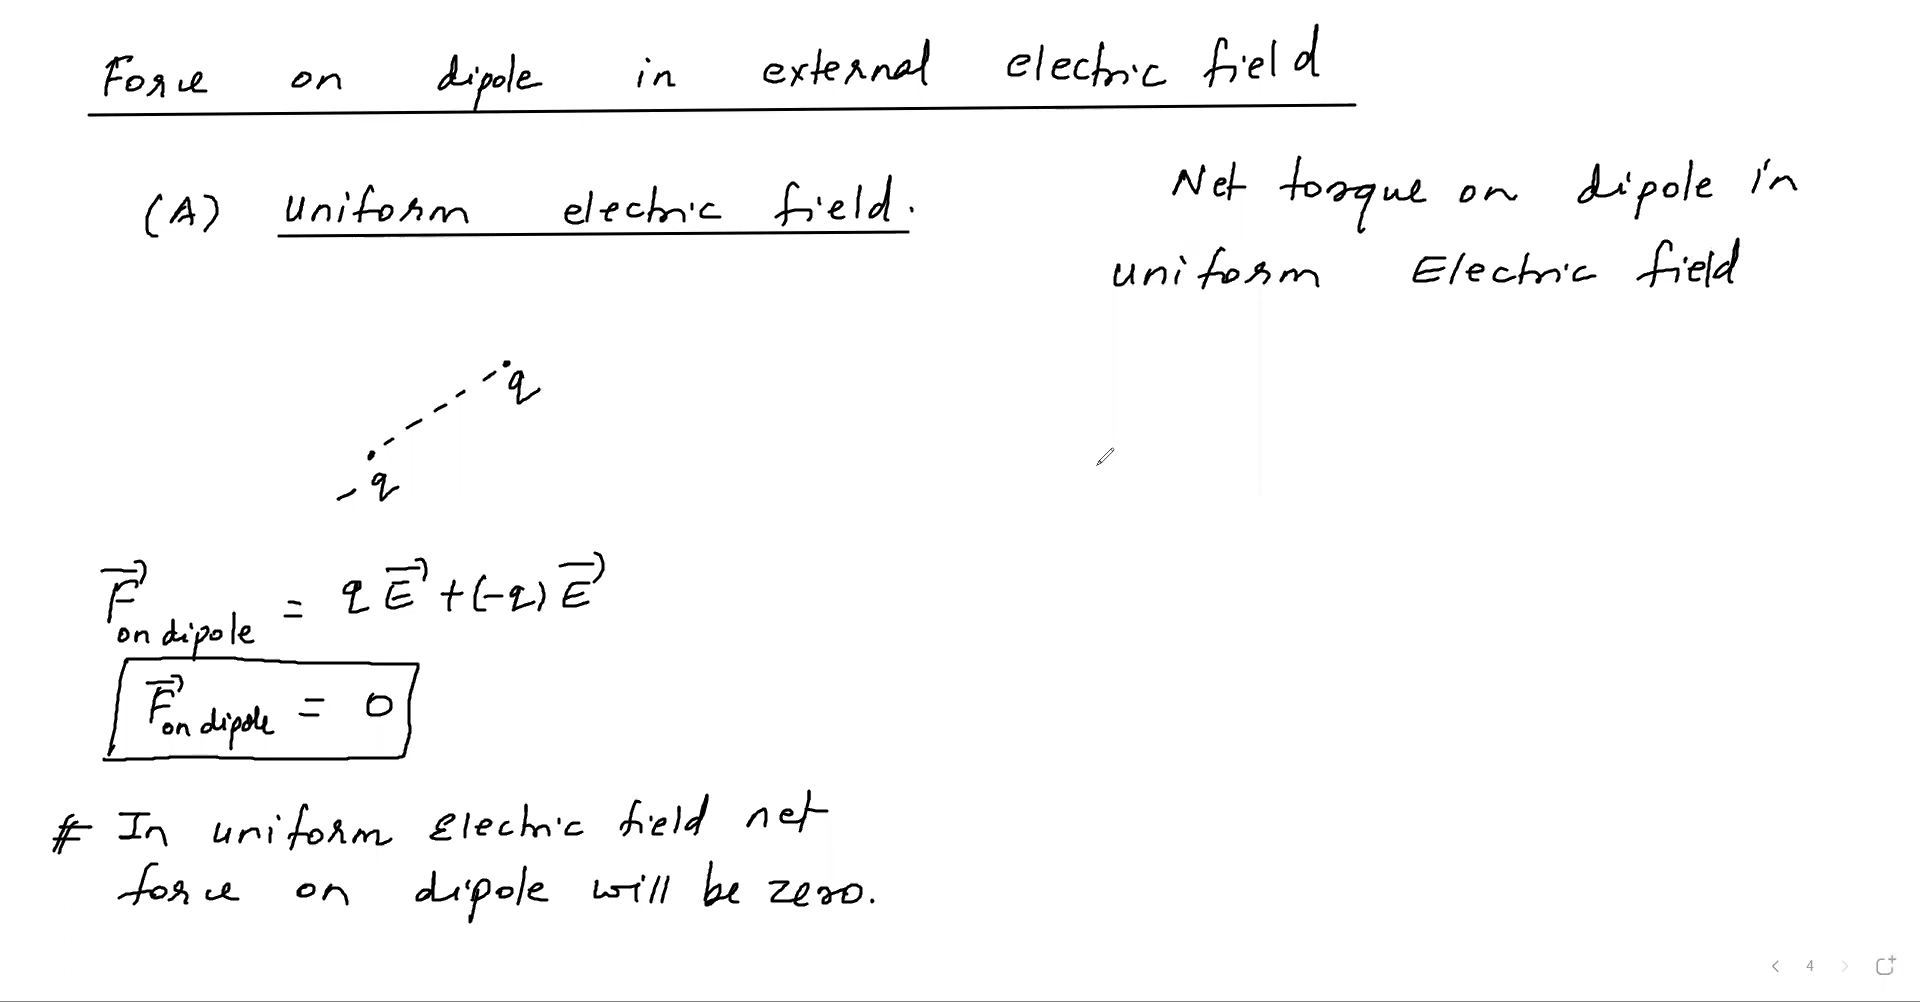 Force on dipole in external electric field
(A) uniform electric field.
q
-q
F⃗ on dipole = q E⃗ + (-q) E⃗
F⃗ on dipole = 0
# In uniform Electric field net
force on dipole will be zero.
Net torque on dipole in
uniform Electric field
4